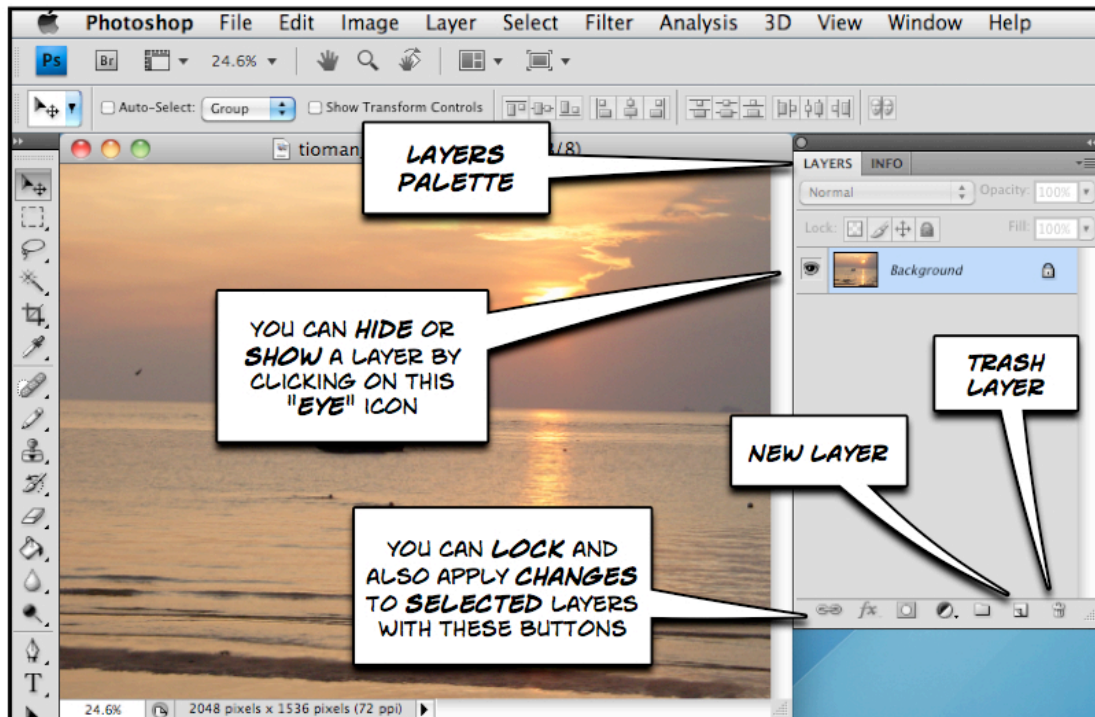 Photoshop File Edit Image Layer Select Filter Analysis 3D View Window Help
Ps Br 24.6%
Auto-Select: Group Show Transform Controls
tioman /8)
LAYERS
PALETTE
LAYERS INFO
Normal Opacity: 100%
Lock: Fill: 100%
Background
YOU CAN HIDE OR
SHOW A LAYER BY
CLICKING ON THIS
"EYE" ICON
TRASH
LAYER
NEW LAYER
YOU CAN LOCK AND
ALSO APPLY CHANGES
TO SELECTED LAYERS
WITH THESE BUTTONS
fx
T
24.6% 2048 pixels x 1536 pixels (72 ppi)